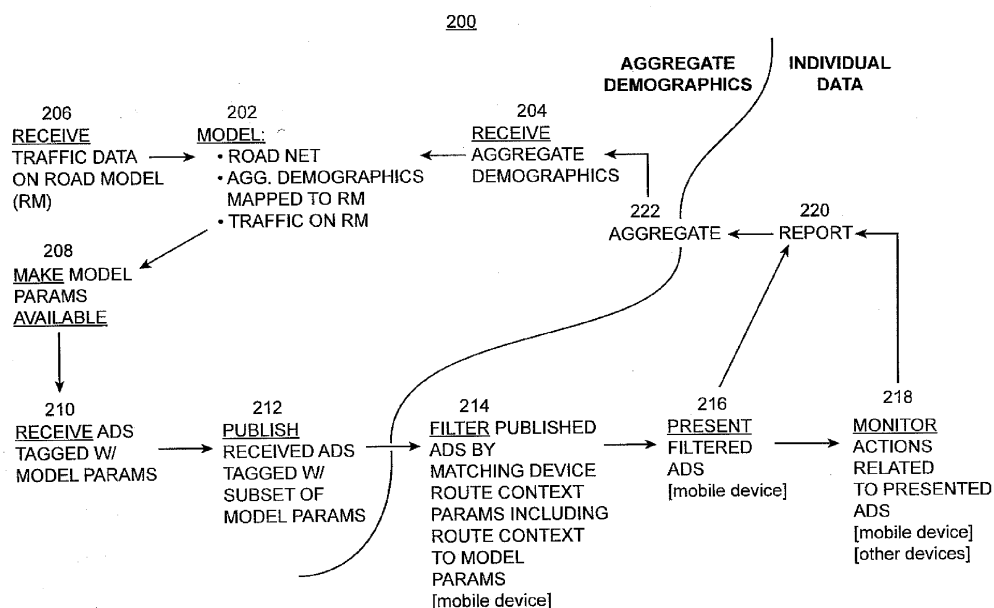 200
AGGREGATE
DEMOGRAPHICS
INDIVIDUAL
DATA
206
RECEIVE
TRAFFIC DATA
ON ROAD MODEL
(RM)
202
MODEL:
• ROAD NET
• AGG. DEMOGRAPHICS
MAPPED TO RM
• TRAFFIC ON RM
204
RECEIVE
AGGREGATE
DEMOGRAPHICS
222
AGGREGATE
220
REPORT
208
MAKE MODEL
PARAMS
AVAILABLE
210
RECEIVE ADS
TAGGED W/
MODEL PARAMS
212
PUBLISH
RECEIVED ADS
TAGGED W/
SUBSET OF
MODEL PARAMS
214
FILTER PUBLISHED
ADS BY
MATCHING DEVICE
ROUTE CONTEXT
PARAMS INCLUDING
ROUTE CONTEXT
TO MODEL
PARAMS
[mobile device]
216
PRESENT
FILTERED
ADS
[mobile device]
218
MONITOR
ACTIONS
RELATED
TO PRESENTED
ADS
[mobile device]
[other devices]